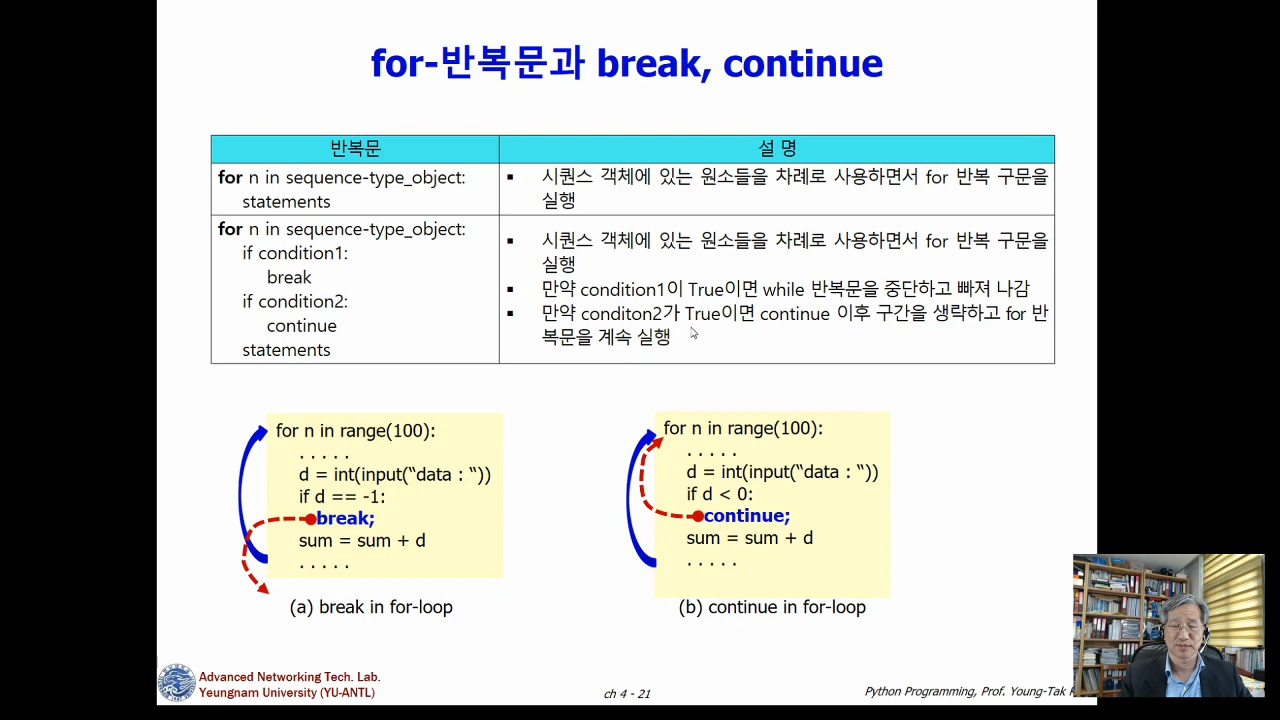 for-반복문과 break, continue
반복문
설 명
for n in sequence-type_object:
statements
▪ 시퀀스 객체에 있는 원소들을 차례로 사용하면서 for 반복 구문을
실행
for n in sequence-type_object:
if condition1:
break
if condition2:
continue
statements
▪ 시퀀스 객체에 있는 원소들을 차례로 사용하면서 for 반복 구문을
실행
▪ 만약 condition1이 True이면 while 반복문을 중단하고 빠져 나감
▪ 만약 conditon2가 True이면 continue 이후 구간을 생략하고 for 반
복문을 계속 실행
for n in range(100):
. . . . .
d = int(input(“data : “))
if d == -1:
break;
sum = sum + d
. . . . .
(a) break in for-loop
for n in range(100):
. . . . .
d = int(input(“data : “))
if d < 0:
continue;
sum = sum + d
. . . . .
(b) continue in for-loop
Advanced Networking Tech. Lab.
Yeungnam University (YU-ANTL)
ch 4 - 21
Python Programming, Prof. Young-Tak